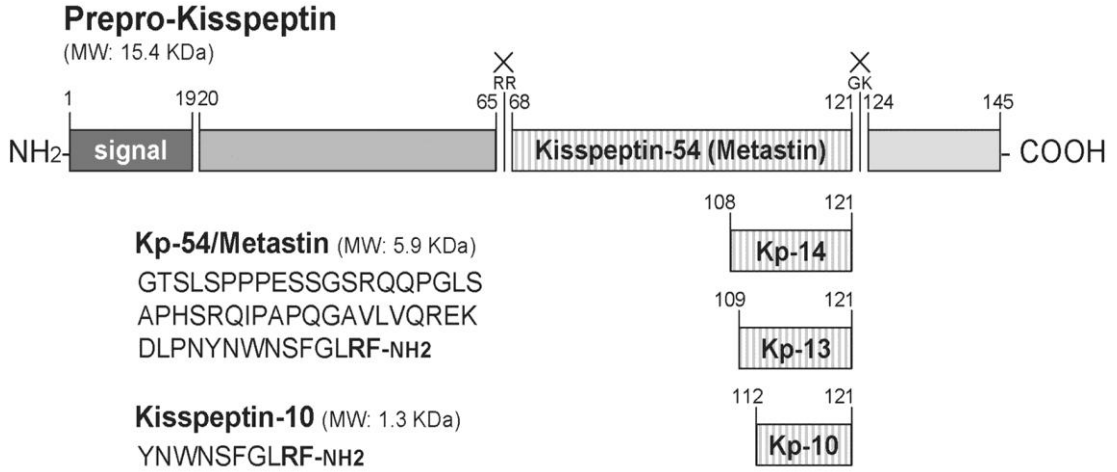 Prepro-Kisspeptin
(MW: 15.4 KDa)
RR GK
1 19 20 65 68 121 124 145
NH2- signal Kisspeptin-54 (Metastin) - COOH
108 121
Kp-14
Kp-54/Metastin (MW: 5.9 KDa)
GTSLSPPPESSGSRQQPGLS
109 121
APHSRQIPAPQGAVLVQREK
Kp-13
DLPNYNWNSFGLRF-NH2
112 121
Kisspeptin-10 (MW: 1.3 KDa)
Kp-10
YNWNSFGLRF-NH2